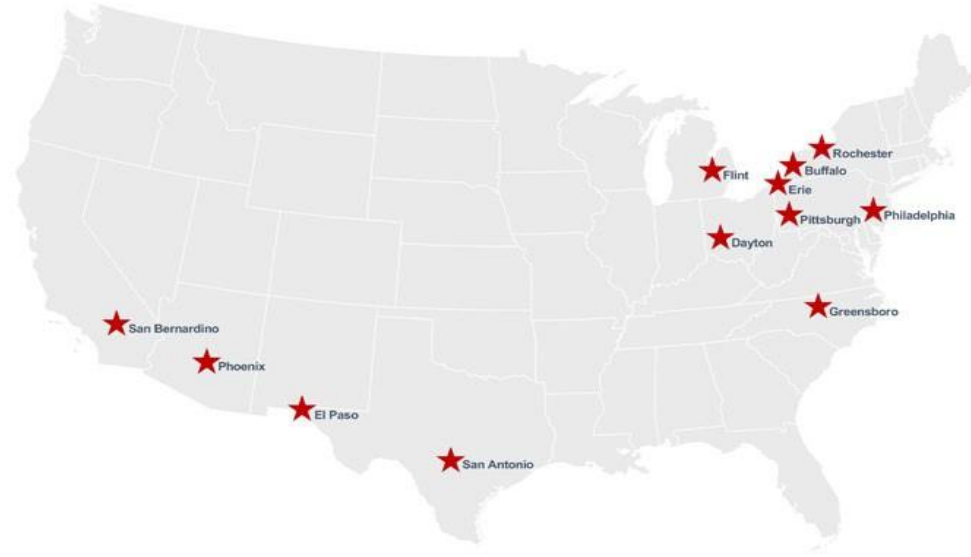 Rochester
Buffalo
Flint
Erie
Philadelphia
Pittsburgh
Dayton
Greensboro
San Bernardino
Phoenix
El Paso
San Antonio